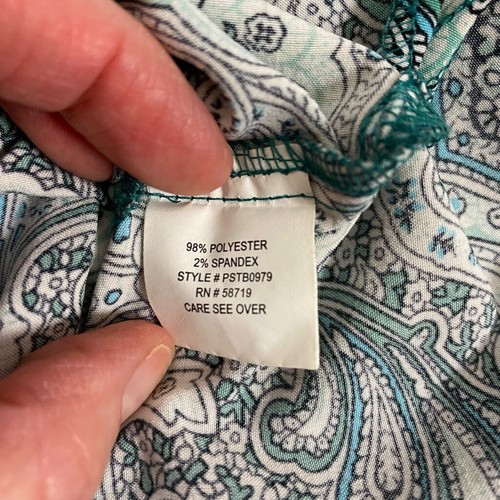 98% POLYESTER
2% SPANDEX
STYLE # PSTB0979
RN # 58719
CARE SEE OVER